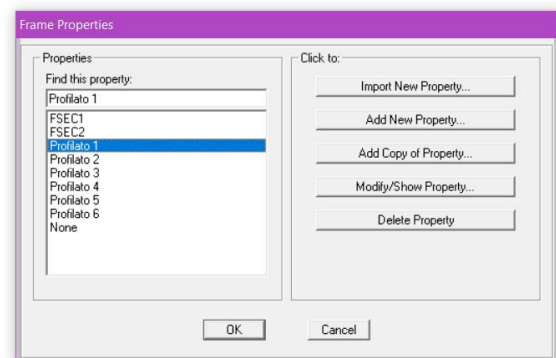 Frame Properties
Properties
Find this property:
Profilato 1
FSEC1
FSEC2
Profilato 1
Profilato 2
Profilato 3
Profilato 4
Profilato 5
Profilato 6
None
Click to:
Import New Property...
Add New Property...
Add Copy of Property...
Modify/Show Property...
Delete Property
OK
Cancel